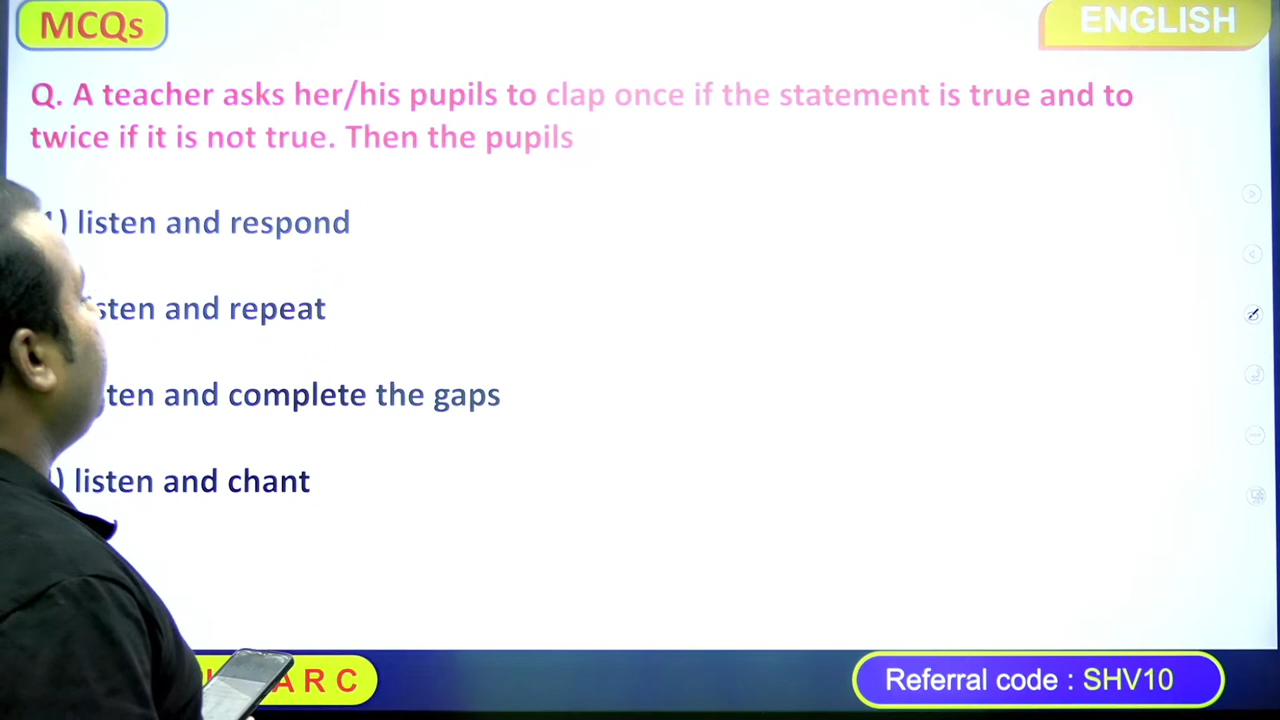 MCQs
ENGLISH
Q. A teacher asks her/his pupils to clap once if the statement is true and to
twice if it is not true. Then the pupils
1) listen and respond
and repeat
and complete the gaps
) listen and chant
A R C
Referral code : SHV10